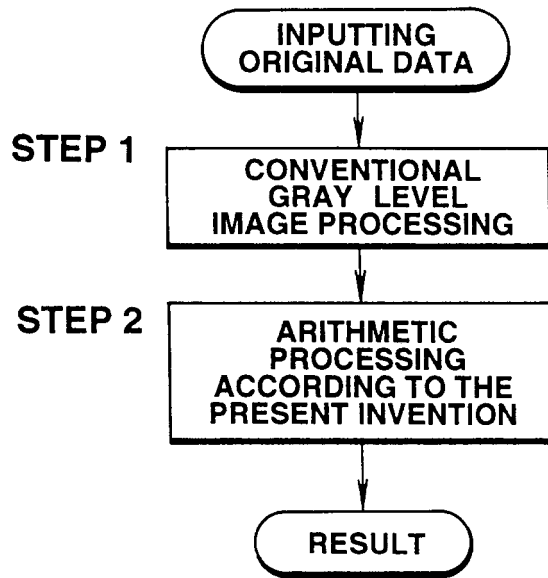 INPUTTING
ORIGINAL DATA
STEP 1
CONVENTIONAL
GRAY LEVEL
IMAGE PROCESSING
STEP 2
ARITHMETIC
PROCESSING
ACCORDING TO THE
PRESENT INVENTION
RESULT